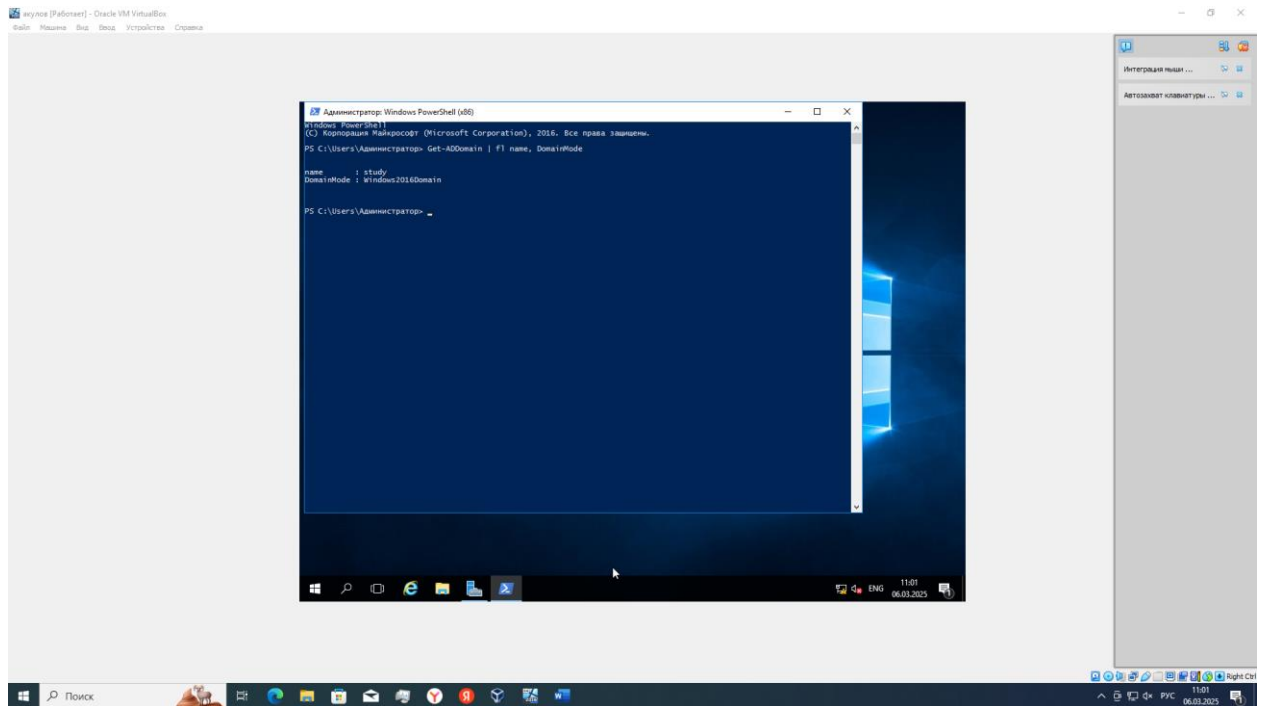 акулов [Работает] - Oracle VM VirtualBox
Файл Машина Вид Ввод Устройства Справка
Интеграция мыши ...
Автозахват клавиатуры ...
Администратор: Windows PowerShell (x86)
Windows PowerShell
(C) Корпорация Майкрософт (Microsoft Corporation), 2016. Все права защищены.
PS C:\Users\Администратор> Get-ADDomain | fl name, DomainMode
name : study
DomainMode : Windows2016Domain
PS C:\Users\Администратор> _
ENG
11:01
06.03.2025
Right Ctrl
Поиск
РУС
11:01
06.03.2025